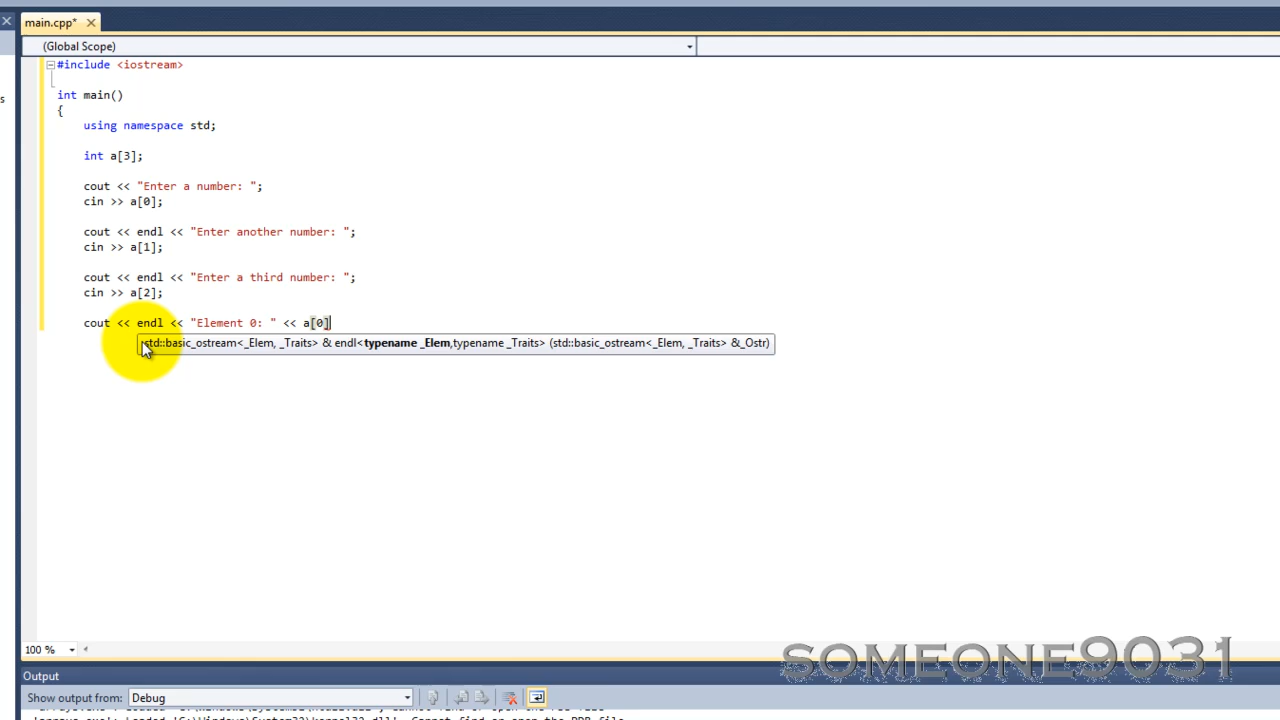 main.cpp*
(Global Scope)
#include <iostream>
s
int main()
{
using namespace std;
int a[3];
cout << "Enter a number: ";
cin >> a[0];
cout << endl << "Enter another number: ";
cin >> a[1];
cout << endl << "Enter a third number: ";
cin >> a[2];
cout << endl << "Element 0: " << a[0]
std::basic_ostream<_Elem, _Traits> & endl<typename _Elem,typename _Traits> (std::basic_ostream<_Elem, _Traits> &_Ostr)
100 %
SOMEONE9031
Output
Show output from: Debug